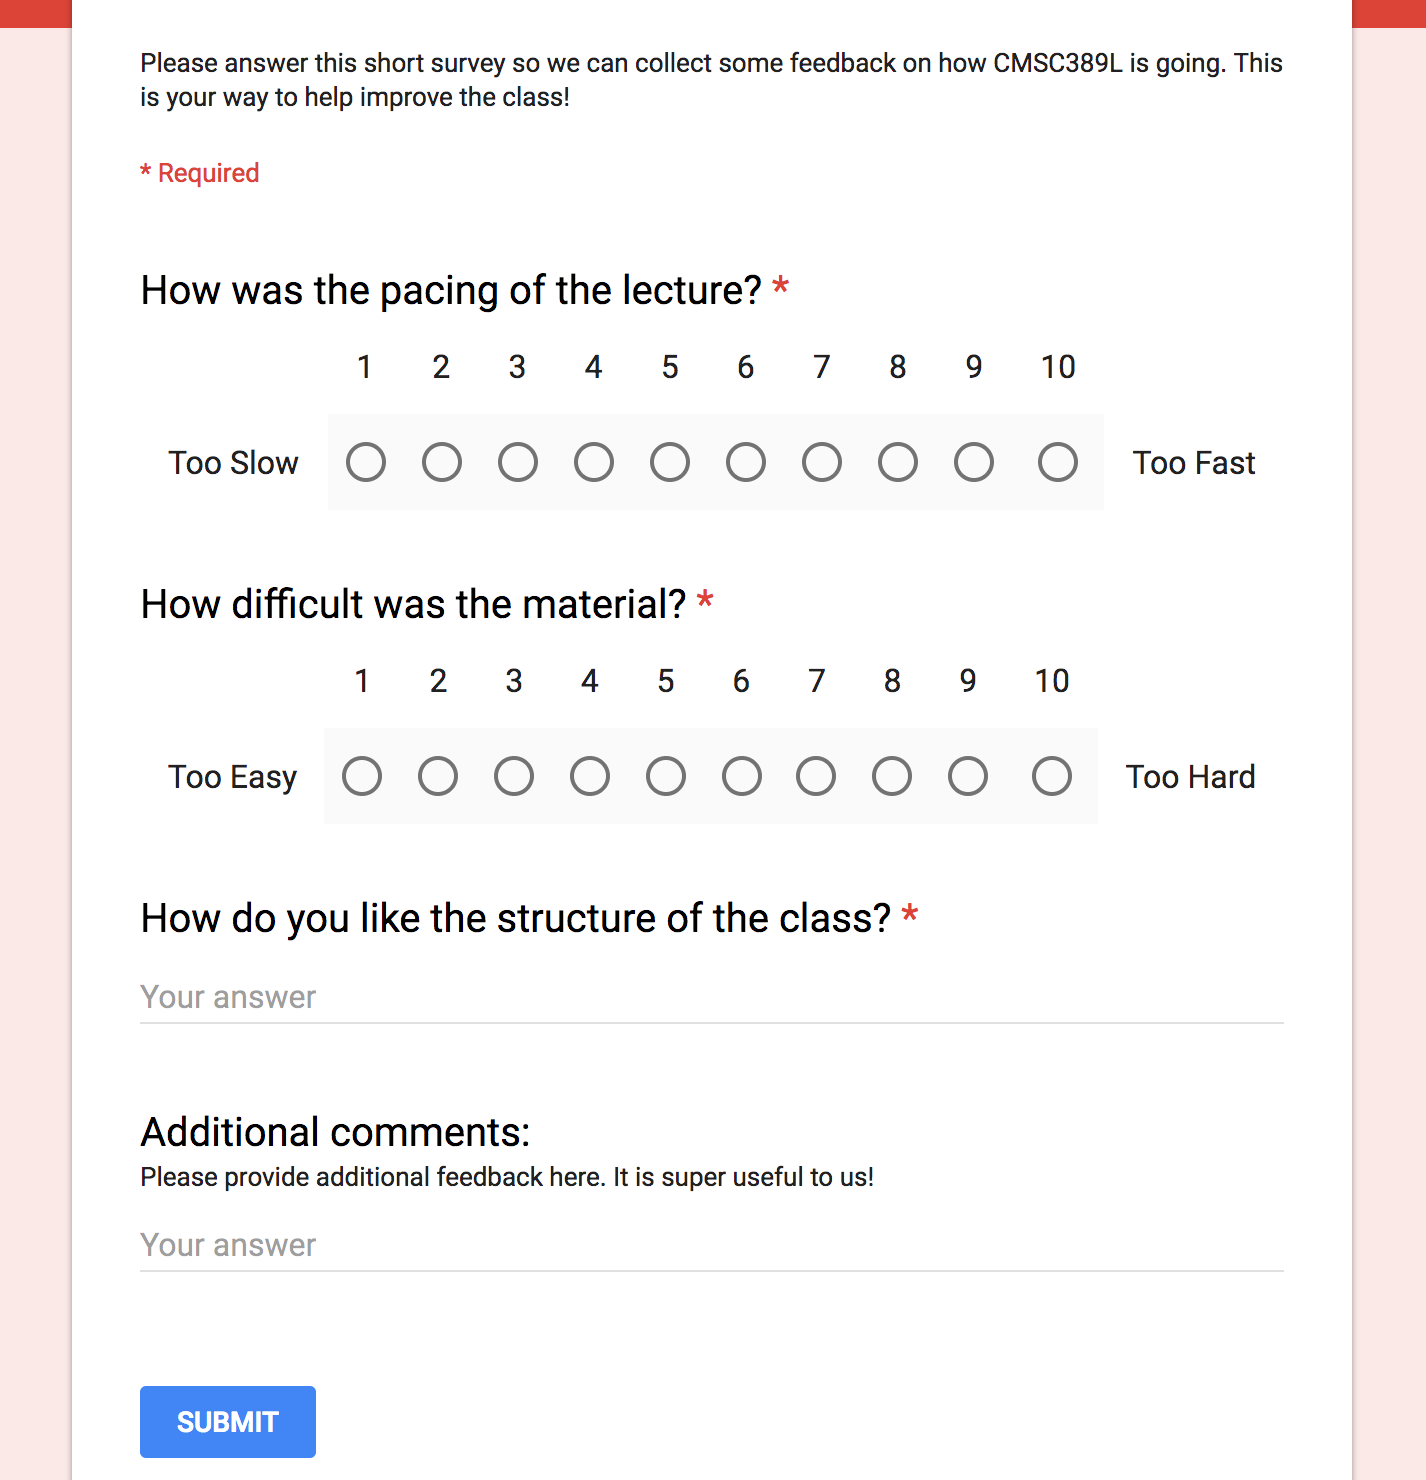 Please answer this short survey so we can collect some feedback on how CMSC389L is going. This
is your way to help improve the class!
* Required
How was the pacing of the lecture? *
1 2 3 4 5 6 7 8 9 10
Too Slow Too Fast
How difficult was the material? *
1 2 3 4 5 6 7 8 9 10
Too Easy Too Hard
How do you like the structure of the class? *
Your answer
Additional comments:
Please provide additional feedback here. It is super useful to us!
Your answer
SUBMIT